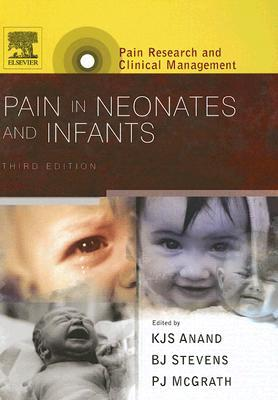 ELSEVIER
Pain Research and
Clinical Management
PAIN IN NEONATES
AND INFANTS
THIRD EDITION
Edited by
KJS ANAND
BJ STEVENS
PJ McGRATH